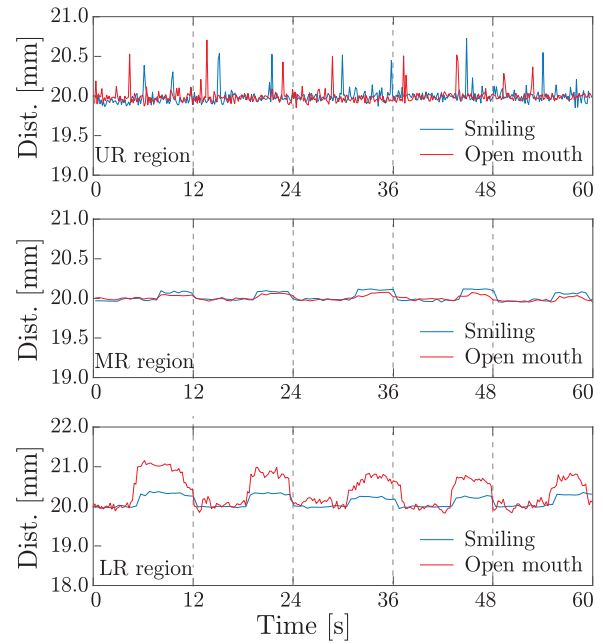 21.0
20.5
20.0
19.5
19.0
Dist. [mm]
Smiling
Open mouth
UR region
0 12 24 36 48 60
21.0
20.5
20.0
19.5
19.0
Dist. [mm]
Smiling
Open mouth
MR region
0 12 24 36 48 60
22.0
21.0
20.0
19.0
18.0
Dist. [mm]
Smiling
Open mouth
LR region
0 12 24 36 48 60
Time [s]